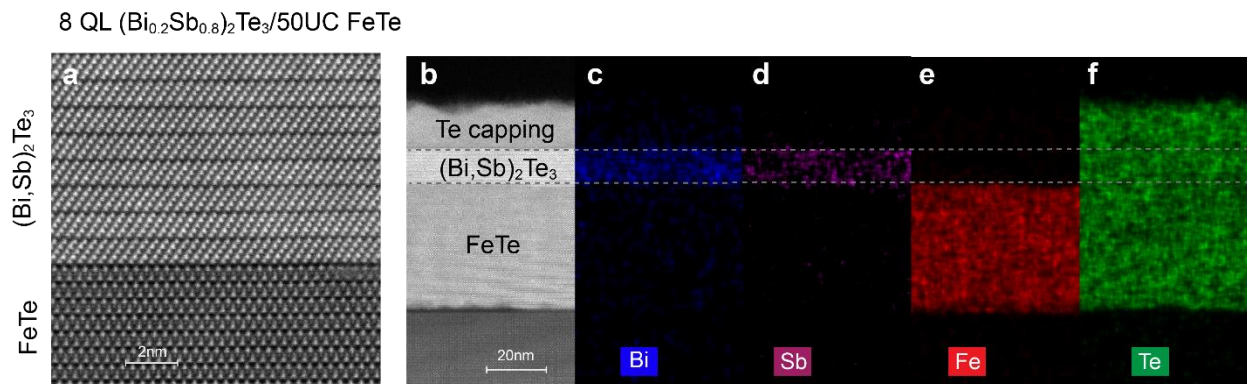 8 QL (Bi₀.₂Sb₀.₈)₂Te₃/50UC FeTe
a
(Bi,Sb)₂Te₃
FeTe
2nm
b
Te capping
(Bi,Sb)₂Te₃
FeTe
20nm
c
Bi
d
Sb
e
Fe
f
Te